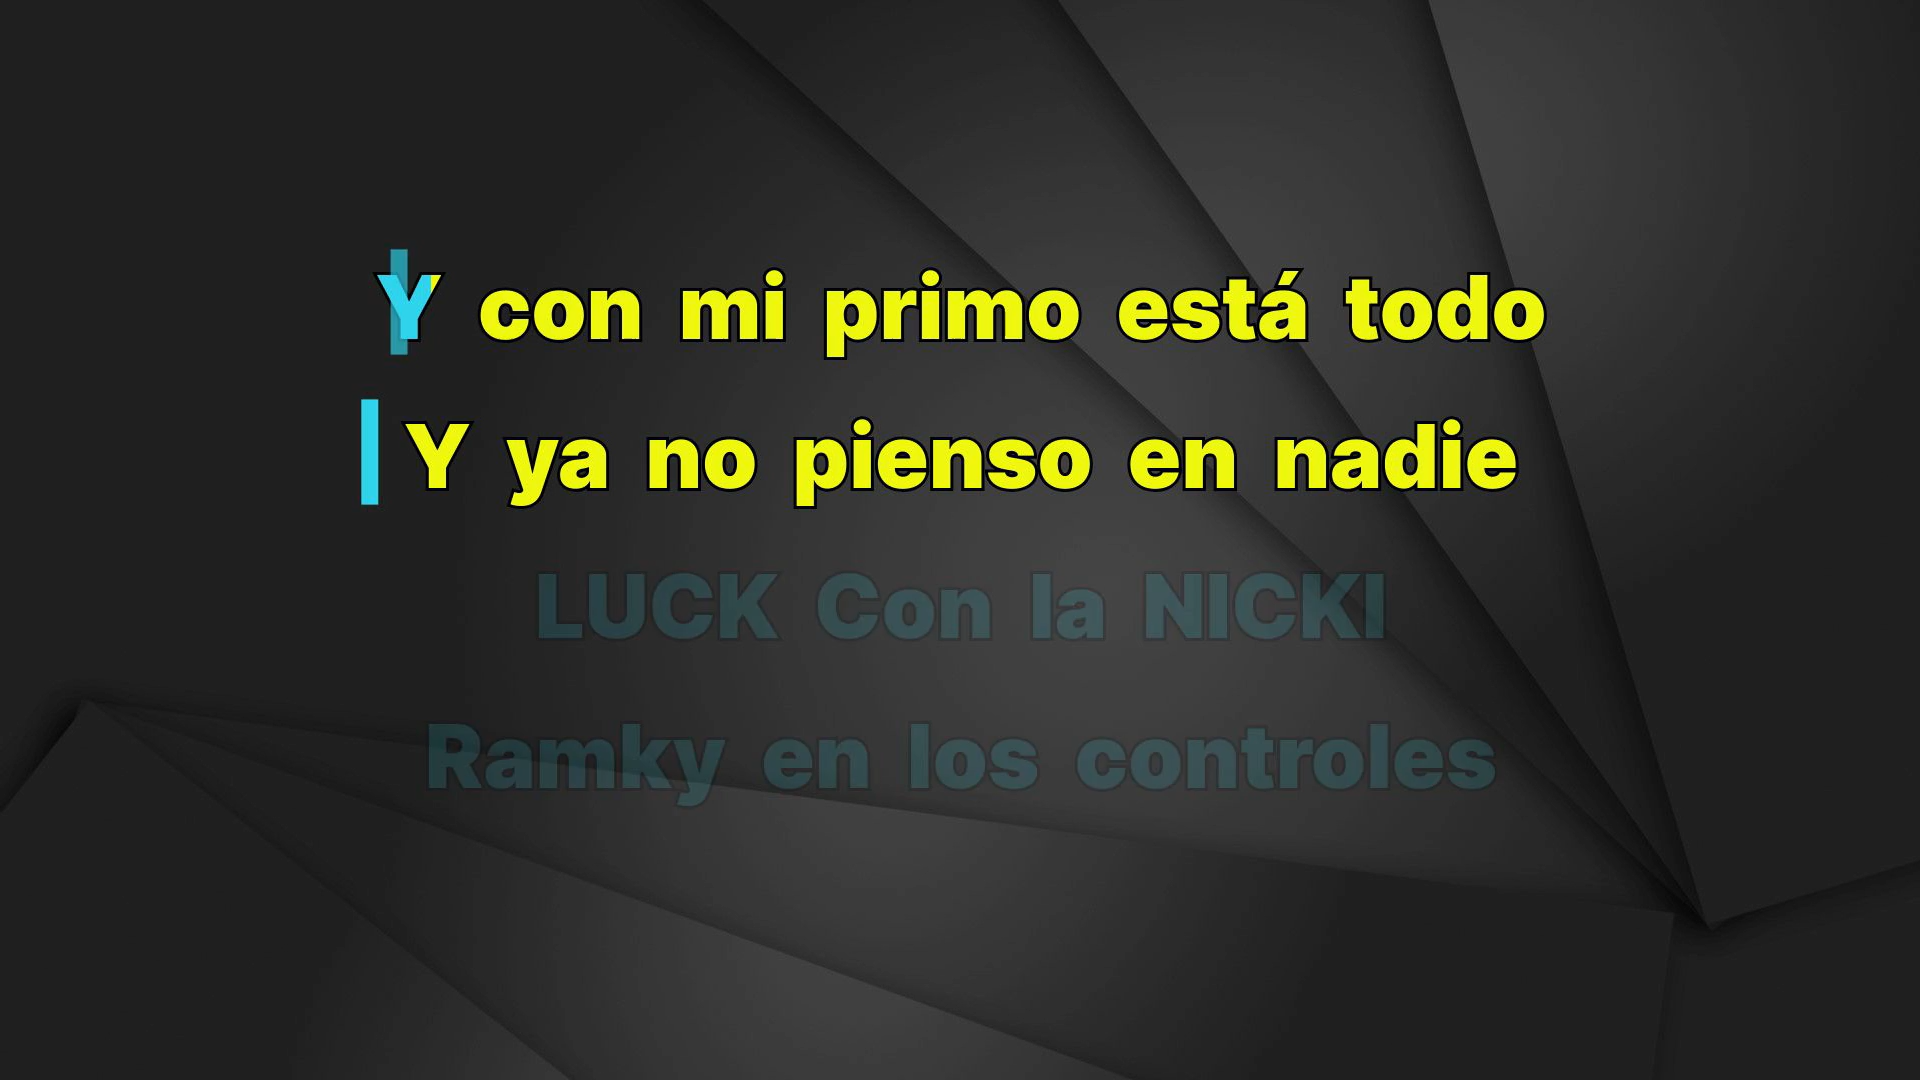 Y con mi primo está todo
Y ya no pienso en nadie
LUCK Con la NICKI
Ramky en los controles